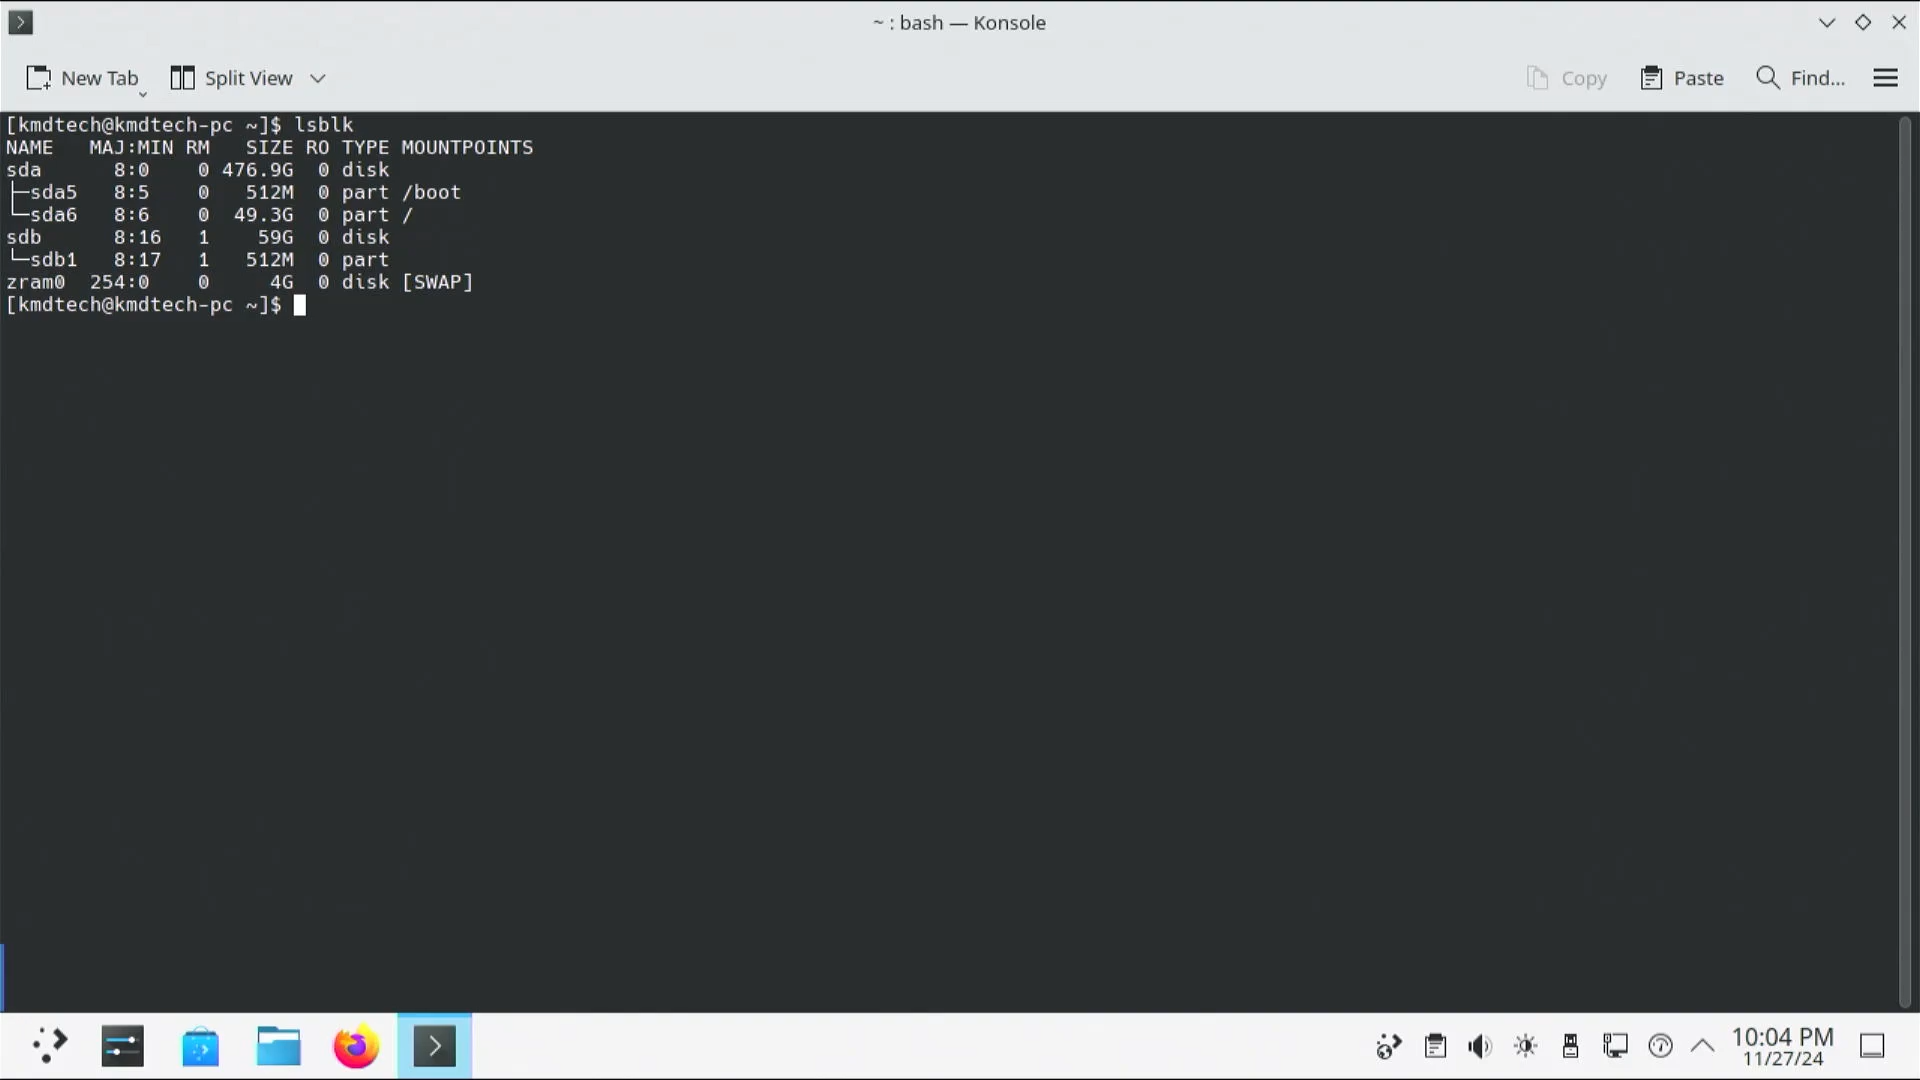 ~ : bash — Konsole
New Tab Split View Copy Paste Find...
[kmdtech@kmdtech-pc ~]$ lsblk
NAME   MAJ:MIN RM   SIZE RO TYPE MOUNTPOINTS
sda      8:0    0 476.9G  0 disk
├─sda5   8:5    0   512M  0 part /boot
└─sda6   8:6    0  49.3G  0 part /
sdb      8:16   1    59G  0 disk
└─sdb1   8:17   1   512M  0 part
zram0  254:0    0     4G  0 disk [SWAP]
[kmdtech@kmdtech-pc ~]$
10:04 PM
11/27/24